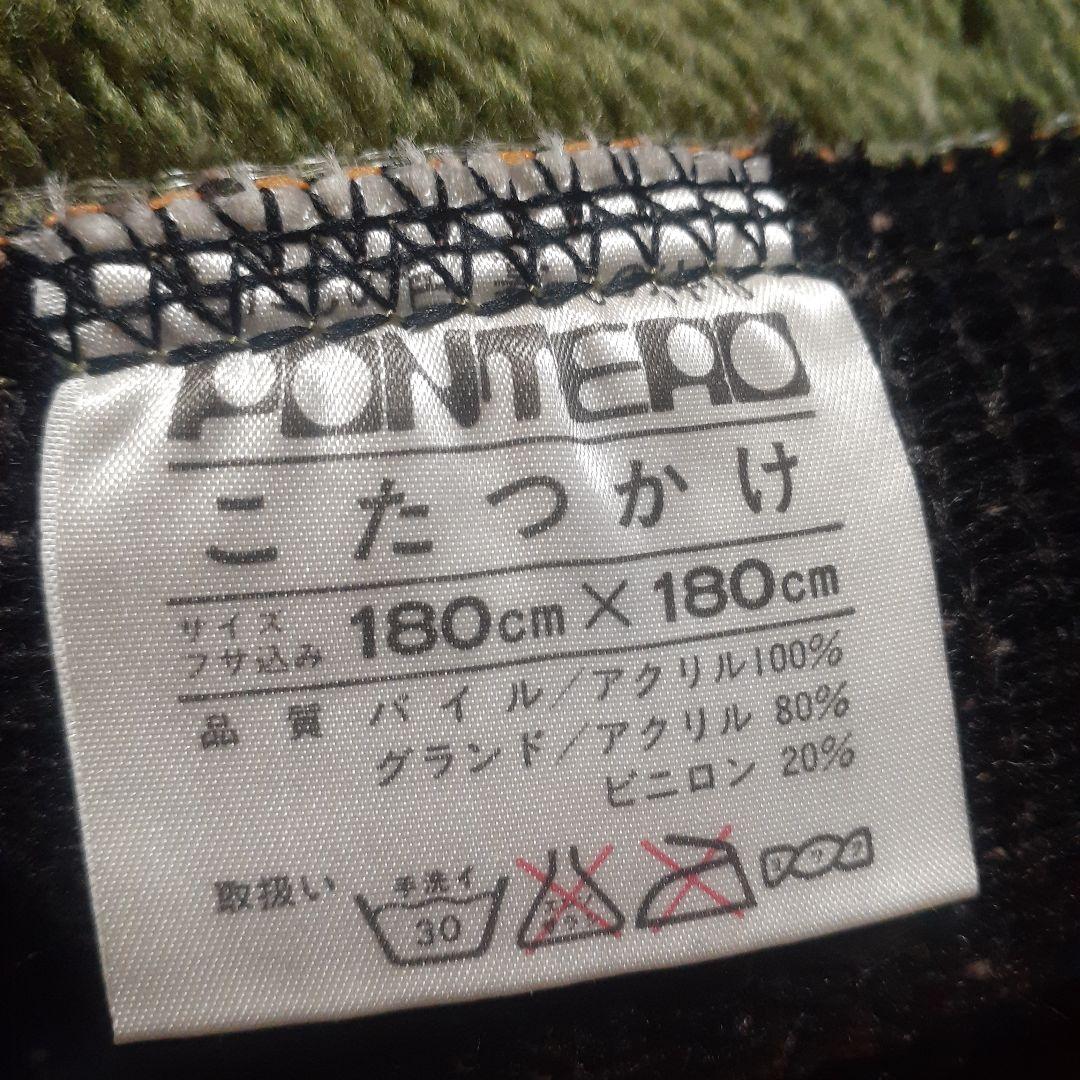 PONTERO
こたつかけ
サイズ
フサ込み 180cm×180cm
品質 パイル/アクリル100%
グランド/アクリル 80%
ビニロン 20%
取扱い 手洗イ 30